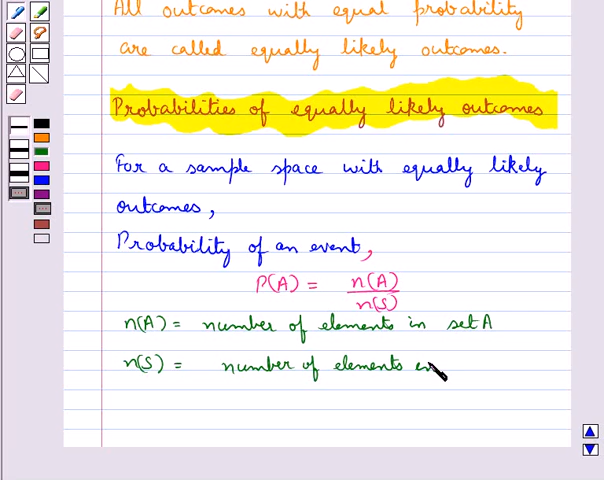 All outcomes with equal probability
are called equally likely outcomes.
Probabilities of equally likely outcomes
For a sample space with equally likely
outcomes,
Probability of an event,
P(A) = n(A)/n(S)
n(A) = number of elements in set A
n(S) = number of elements